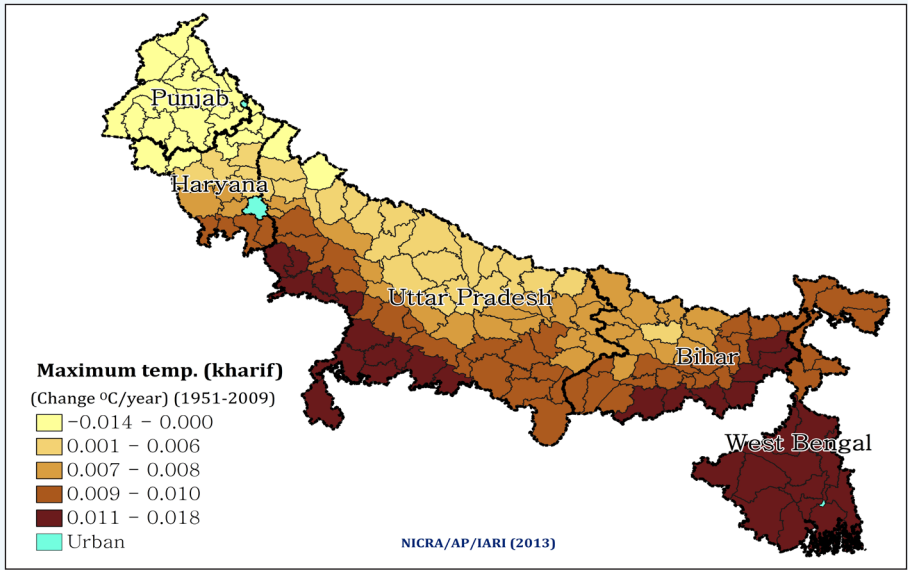 Punjab
Haryana
Uttar Pradesh
Bihar
West Bengal
Maximum temp. (kharif)
(Change ºC/year) (1951-2009)
-0.014 - 0.000
0.001 - 0.006
0.007 - 0.008
0.009 - 0.010
0.011 - 0.018
Urban
NICRA/AP/IARI (2013)